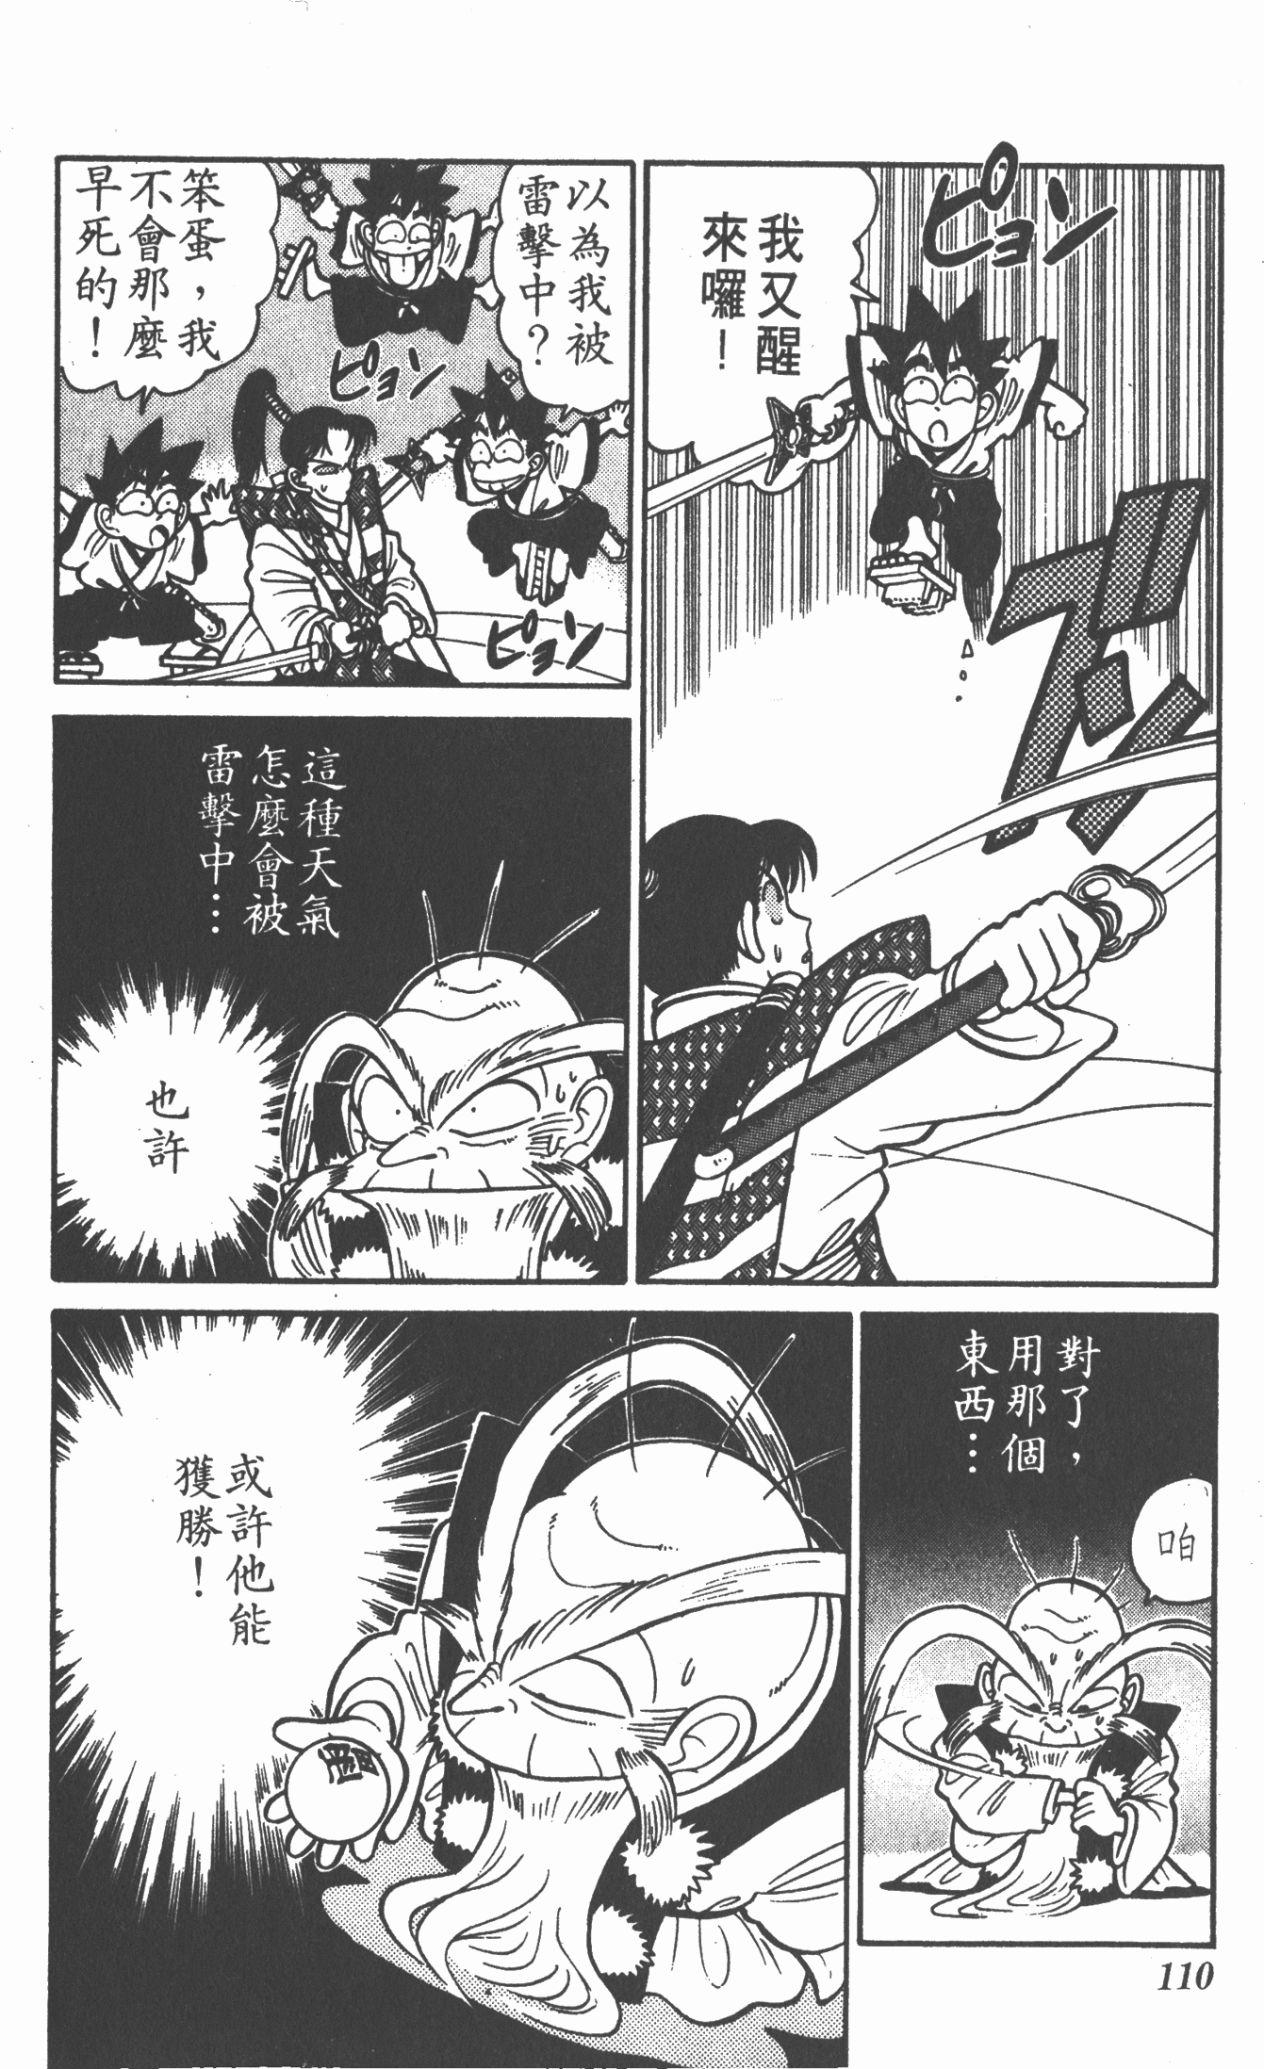 ピョン
我又醒
來囉！
ズバッ
以為我被
雷擊中？
ピョン
笨蛋，我
不會那麼
早死的！
ピョン
這種天氣
怎麼會被
雷擊中…
也許
對了，
用那個
東西…
咱
或許他能
獲勝！
110